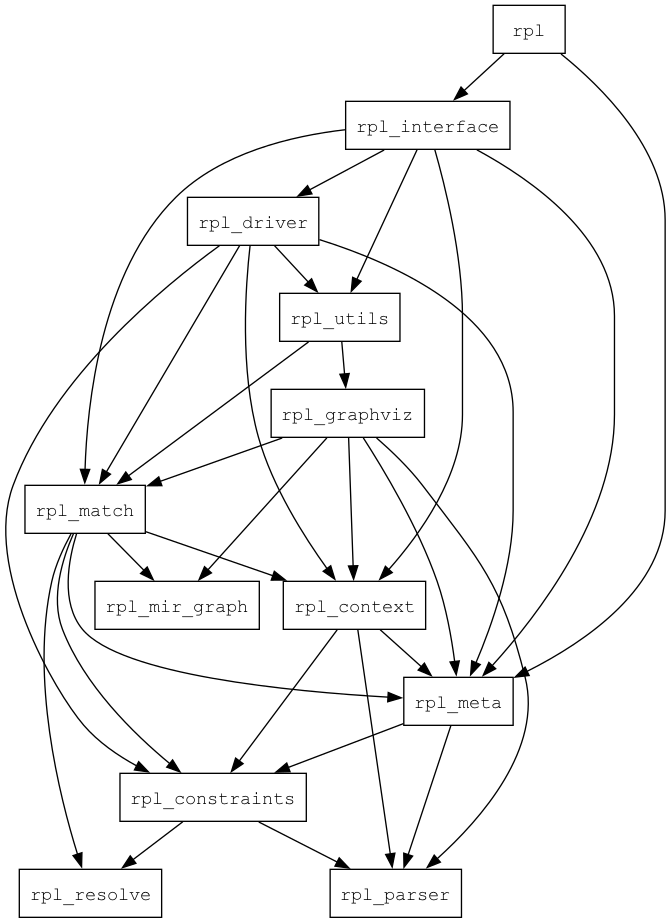 rpl
rpl_interface
rpl_driver
rpl_utils
rpl_graphviz
rpl_match
rpl_mir_graph
rpl_context
rpl_meta
rpl_constraints
rpl_resolve
rpl_parser